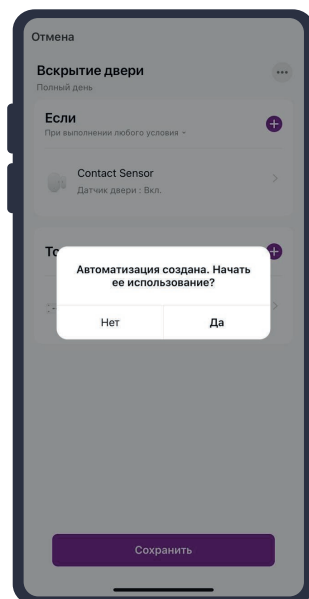 Отмена
Вскрытие двери
Полный день
Если
При выполнении любого условия
Contact Sensor
Датчик двери : Вкл.
Автоматизация создана. Начать
ее использование?
Нет
Да
Сохранить